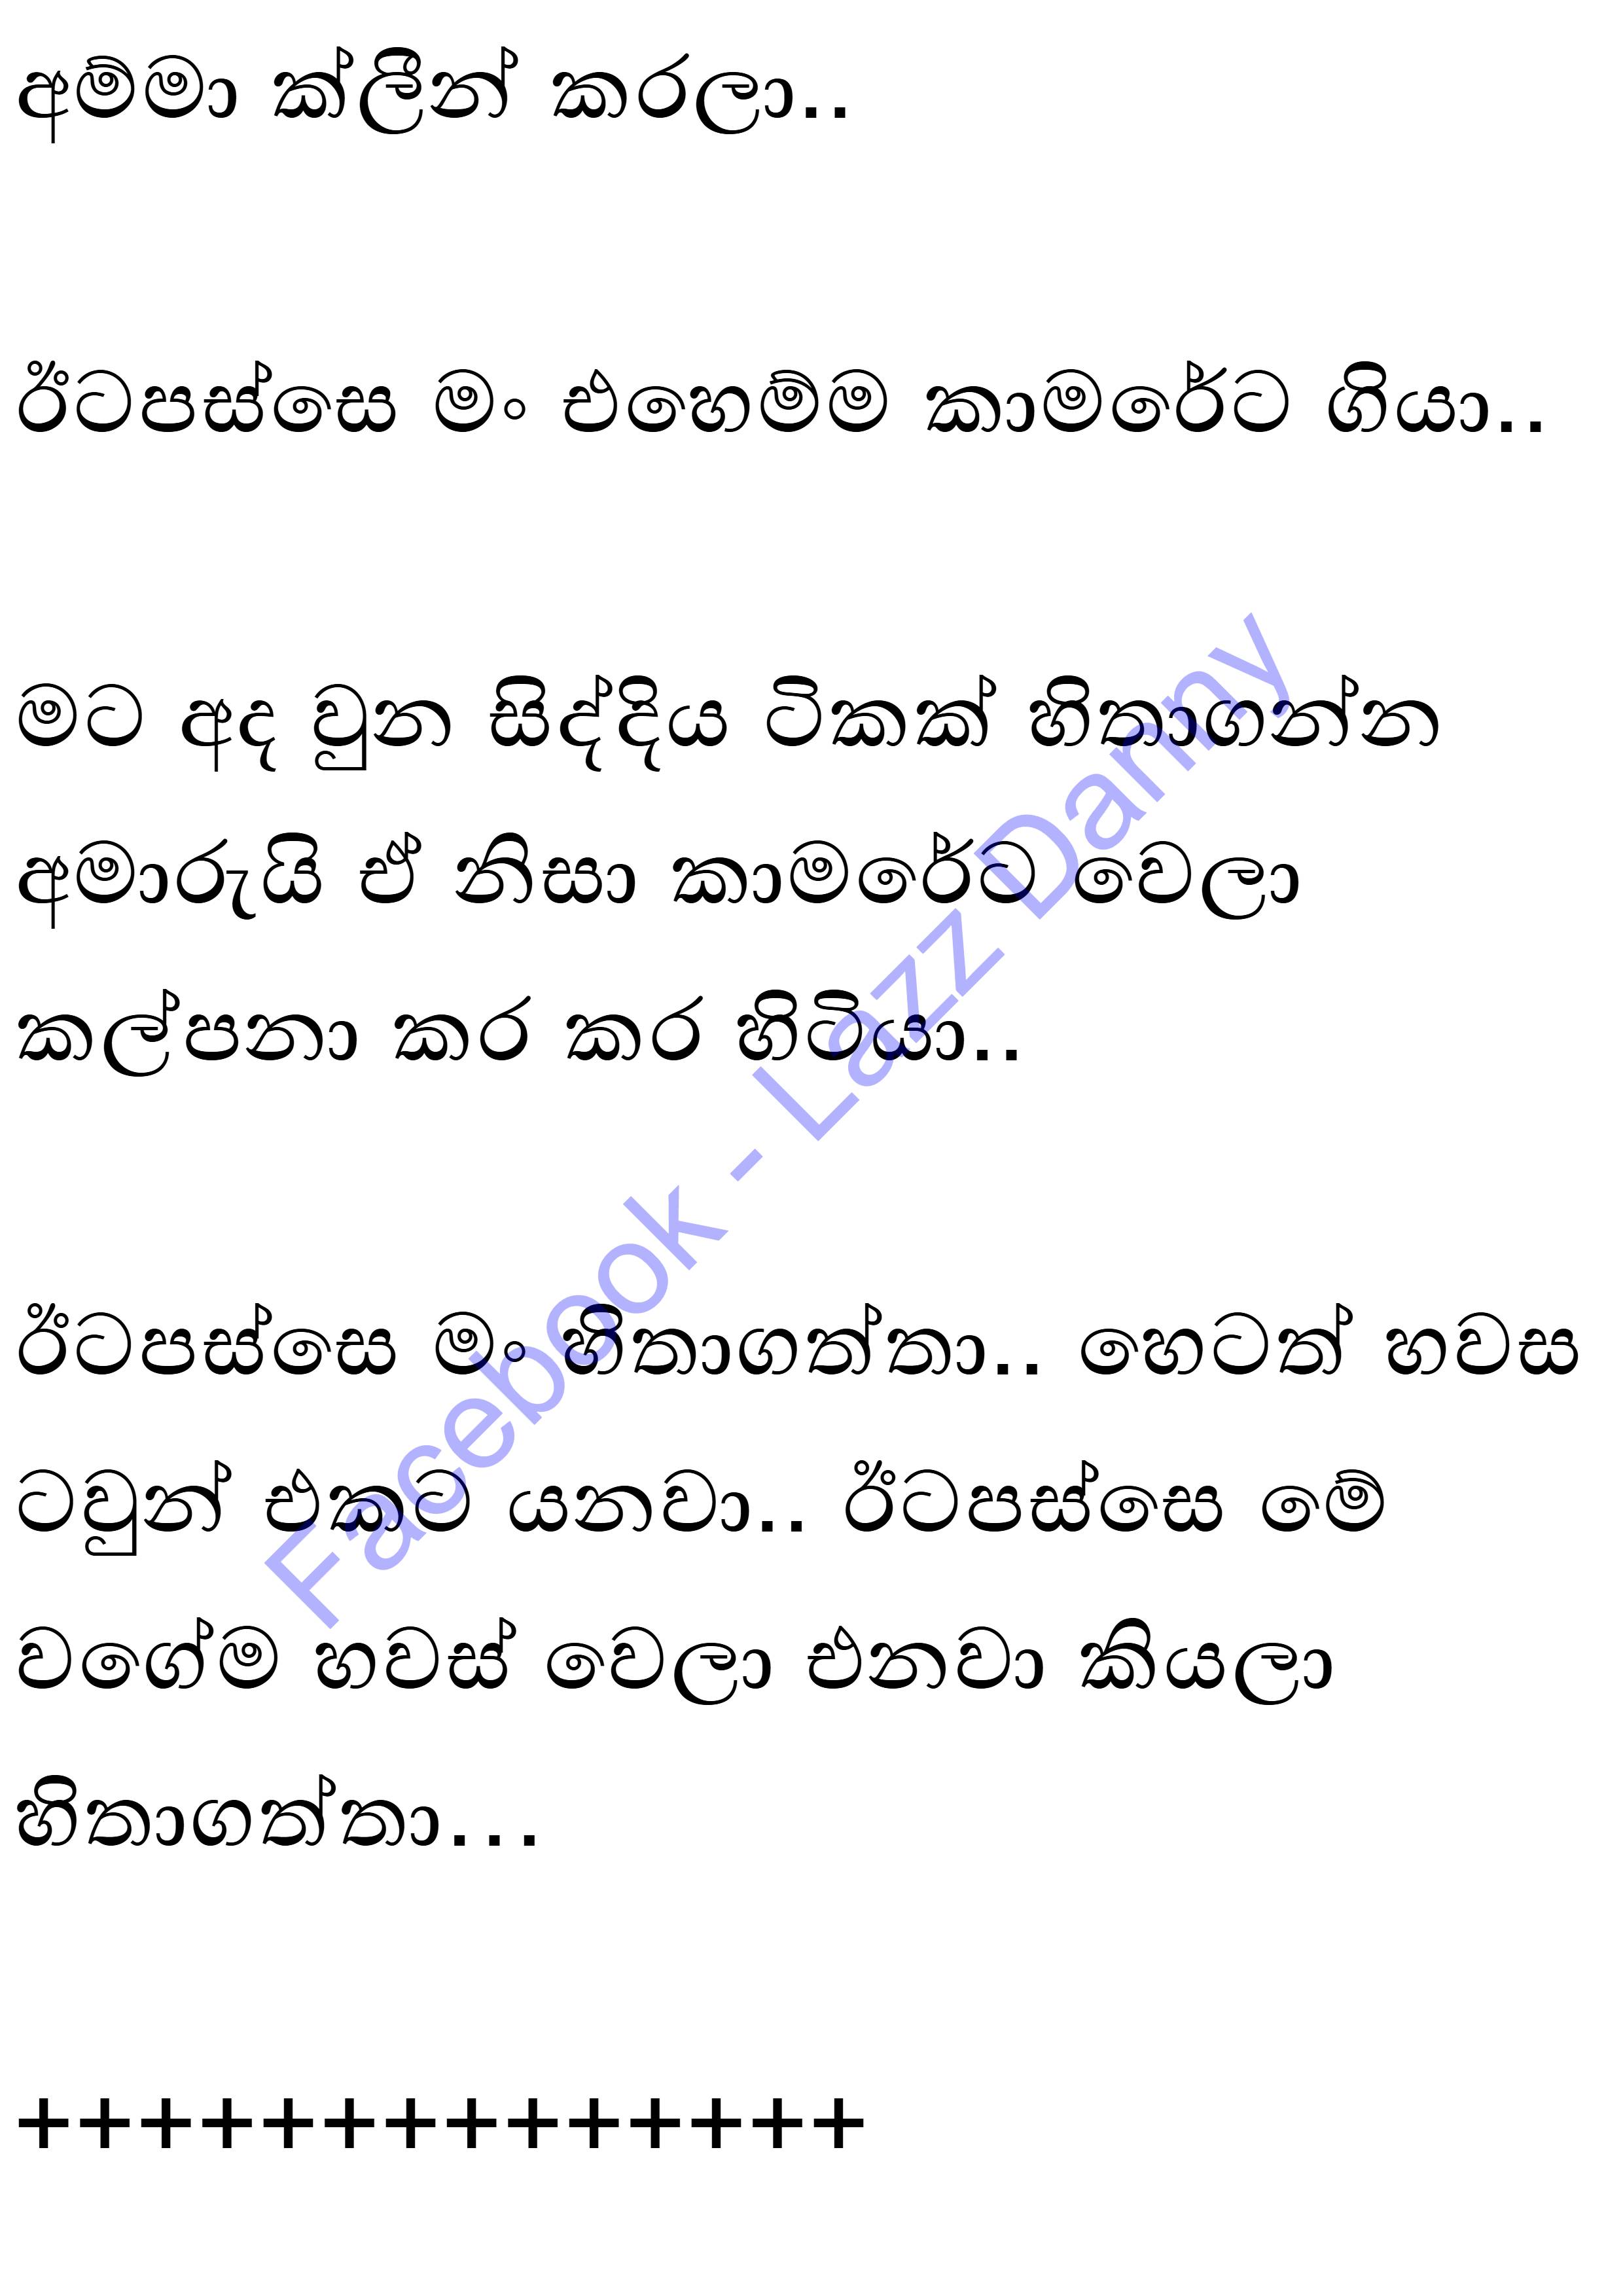 අම්මා ක්ලීන් කරලා..
ඊටපස්සෙ මං එහෙම්ම කාමරේට ගියා..
මට අද වුන සිද්දිය ටිකක් හිතාගන්න
අමාරුයි ඒ නිසා කාමරේට වෙලා
කල්පනා කර කර හිටියා..
ඊටපස්සෙ මං හිතාගත්තා.. හෙටත් හවස
ටවුන් එකට යනවා.. ඊටපස්සෙ මේ
වගේම හවස් වෙලා එනවා කියලා
හිතාගත්තා...
++++++++++++++
Facebook - Lazz Danny